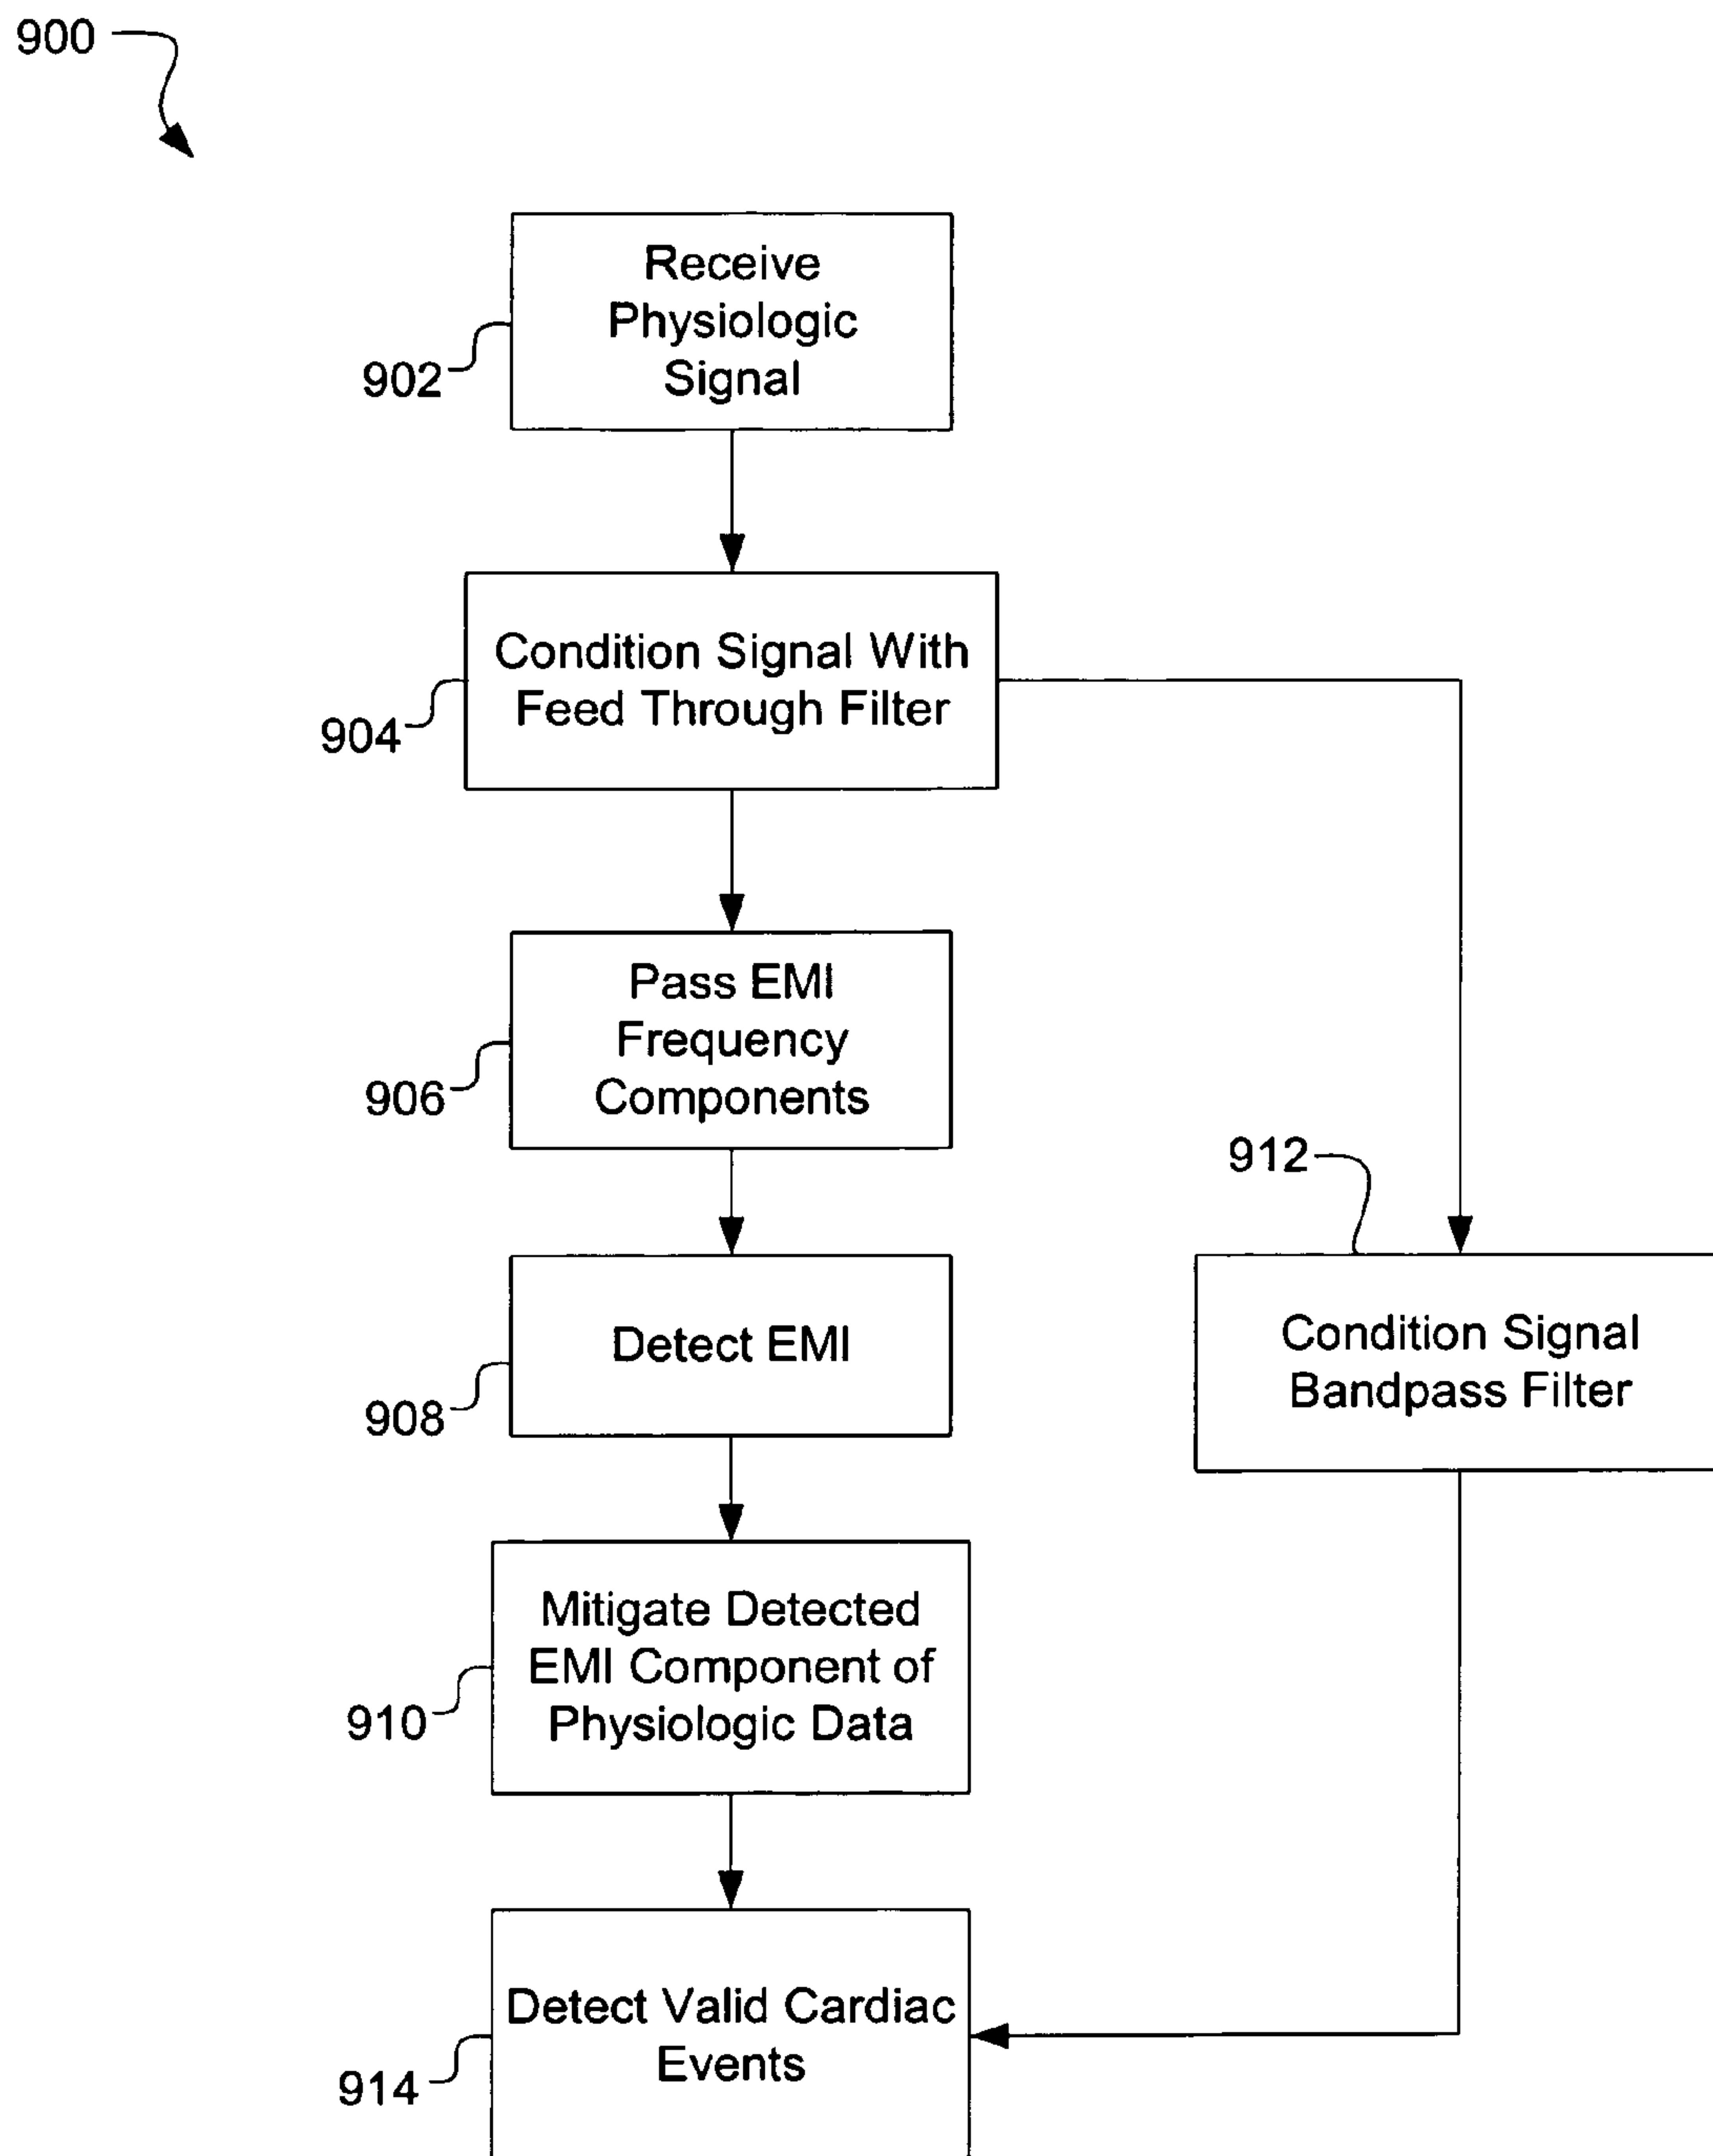 900
Receive
Physiologic
Signal
902
Condition Signal With
Feed Through Filter
904
Pass EMI
Frequency
Components
906
912
Detect EMI
908
Condition Signal
Bandpass Filter
Mitigate Detected
EMI Component of
Physiologic Data
910
Detect Valid Cardiac
Events
914